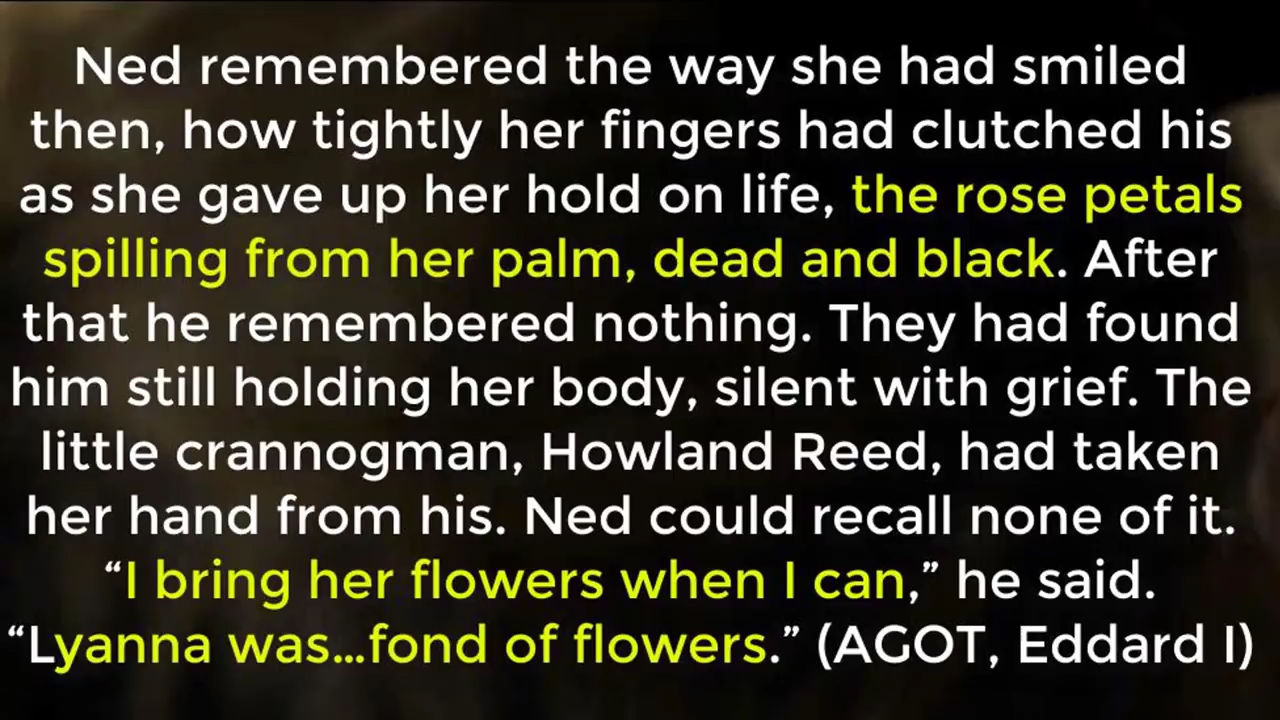 Ned remembered the way she had smiled
then, how tightly her fingers had clutched his
as she gave up her hold on life, the rose petals
spilling from her palm, dead and black. After
that he remembered nothing. They had found
him still holding her body, silent with grief. The
little crannogman, Howland Reed, had taken
her hand from his. Ned could recall none of it.
“I bring her flowers when I can,” he said.
“Lyanna was...fond of flowers.” (AGOT, Eddard I)